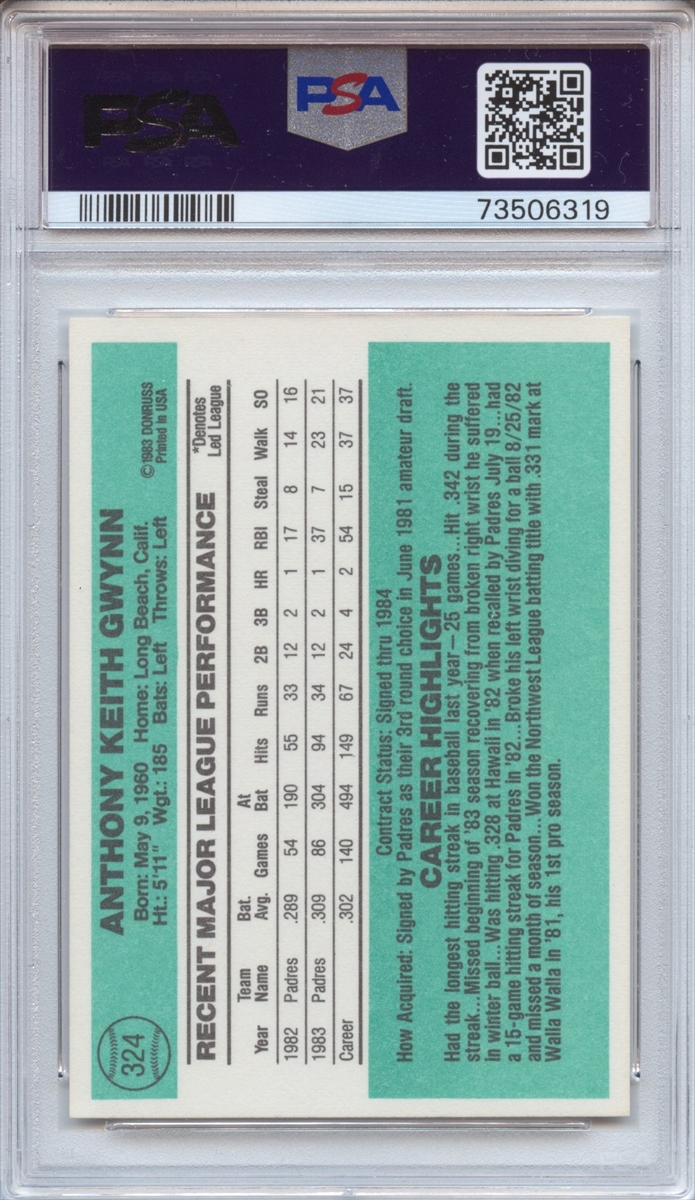 PSA
PSA
73506319
324
ANTHONY KEITH GWYNN
Born: May 9, 1960 Home: Long Beach, Calif.
Ht.: 5'11" Wgt.: 185 Bats: Left Throws: Left
©1983 DONRUSS
Printed in USA
RECENT MAJOR LEAGUE PERFORMANCE
*Denotes
Led League
Year Team Name Bat. Avg. Games At Bat Hits Runs 2B 3B HR RBI Steal Walk SO
1982 Padres .289 54 190 55 33 12 2 1 17 8 14 16
1983 Padres .309 86 304 94 34 12 2 1 37 7 23 21
Career .302 140 494 149 67 24 4 2 54 15 37 37
Contract Status: Signed thru 1984
How Acquired: Signed by Padres as their 3rd round choice in June 1981 amateur draft.
CAREER HIGHLIGHTS
Had the longest hitting streak in baseball last year—25 games...Hit .342 during the
streak...Missed beginning of '83 season recovering from broken right wrist he suffered
in winter ball...Was hitting .328 at Hawaii in '82 when recalled by Padres July 19...had
a 15-game hitting streak for Padres in '82...Broke his left wrist diving for a ball 8/25/82
and missed a month of season...Won the Northwest League batting title with .331 mark at
Walla Walla in '81, his 1st pro season.